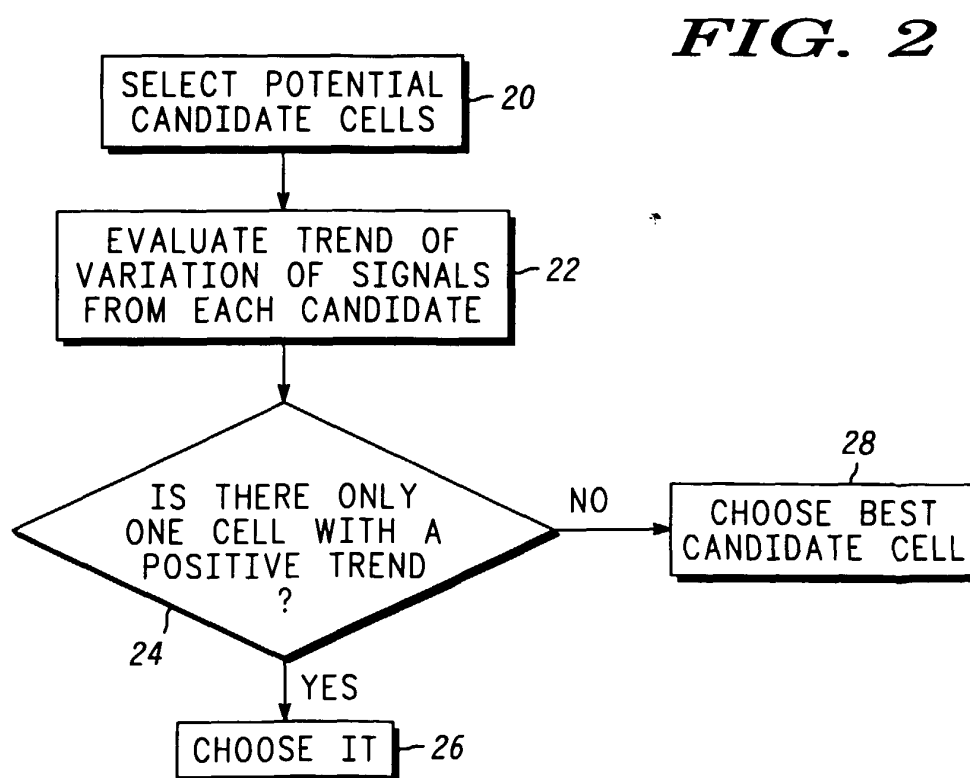 FIG. 2
SELECT POTENTIAL
CANDIDATE CELLS
20
EVALUATE TREND OF
VARIATION OF SIGNALS
FROM EACH CANDIDATE
22
IS THERE ONLY
ONE CELL WITH A
POSITIVE TREND
?
24
NO
28
CHOOSE BEST
CANDIDATE CELL
YES
CHOOSE IT
26